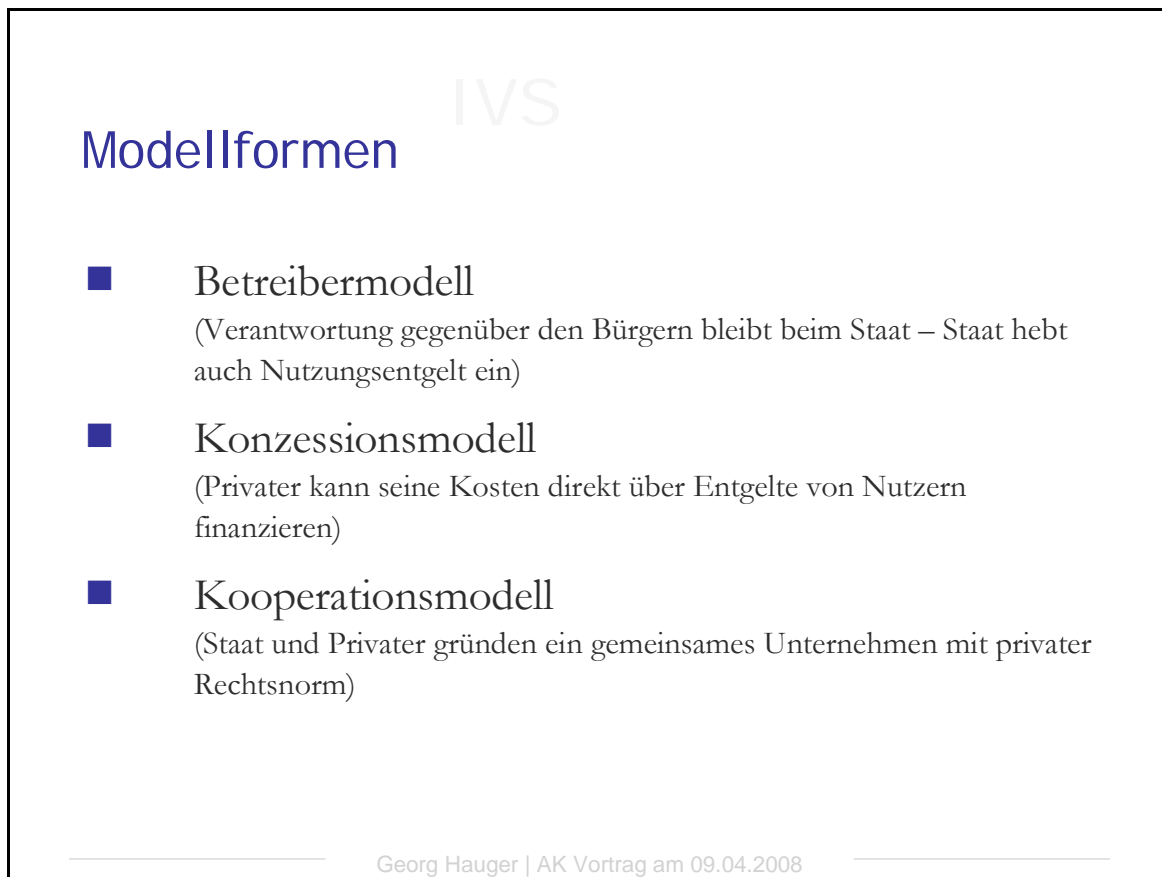 IVS
Modellformen
Betreibermodell
(Verantwortung gegenüber den Bürgern bleibt beim Staat – Staat hebt
auch Nutzungsentgelt ein)
Konzessionsmodell
(Privater kann seine Kosten direkt über Entgelte von Nutzern
finanzieren)
Kooperationsmodell
(Staat und Privater gründen ein gemeinsames Unternehmen mit privater
Rechtsnorm)
Georg Hauger | AK Vortrag am 09.04.2008